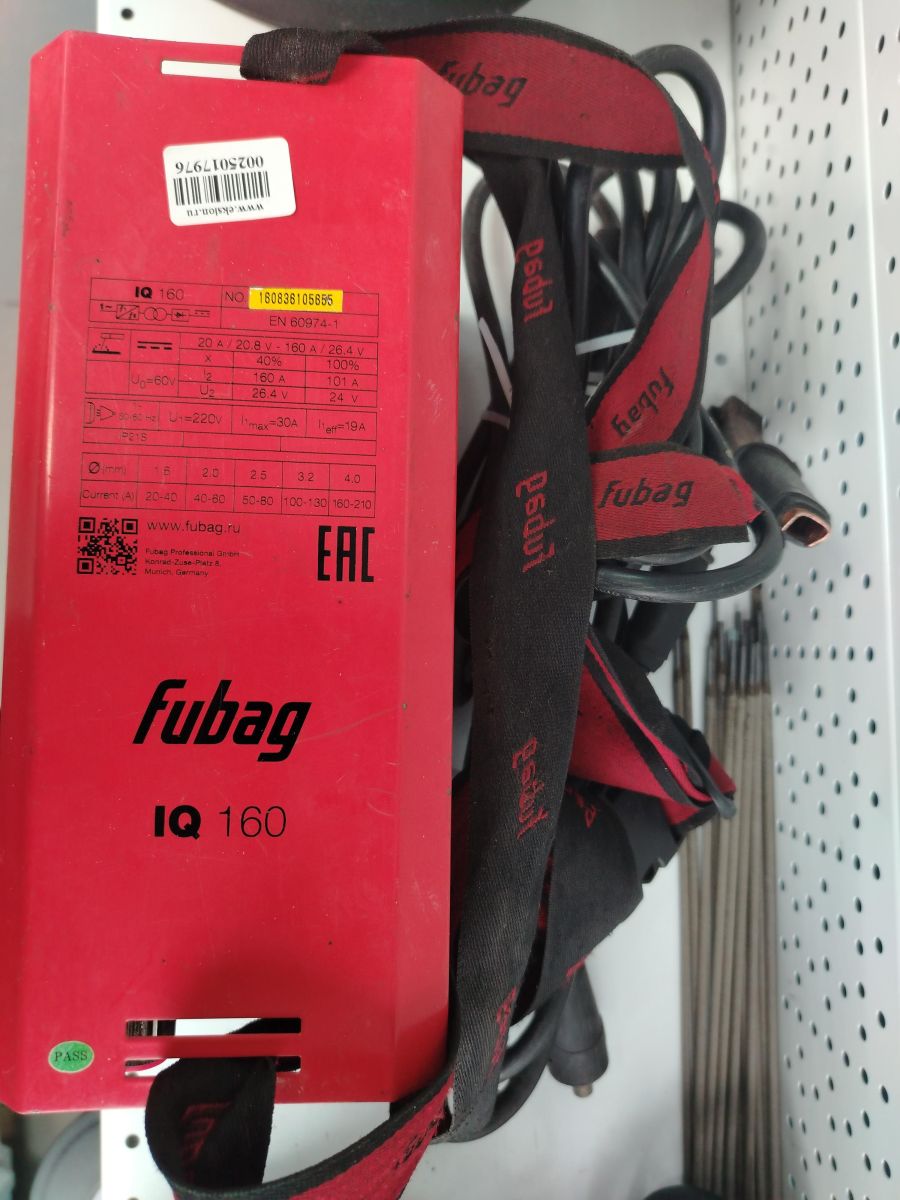 fubag
0025017976
www.ekslon.ru
IQ 160
NO.
160836105655
1~
EN 60974-1
20 A / 20.8 V - 160 A / 26.4 V
X 40% 100%
U0=60V
I2 160 A 101 A
U2 26.4 V 24 V
50/60 Hz U1=220V I1max=30A I1eff=19A
IP21S
Ø (mm) 1.6 2.0 2.5 3.2 4.0
Current (A) 20-40 40-60 50-80 100-130 160-210
www.fubag.ru
Fubag Professional GmbH
Konrad-Zuse-Platz 8,
Munich, Germany
EAC
fubag
IQ 160
PASS
fubag
fubag
fubag
fubag
fubag